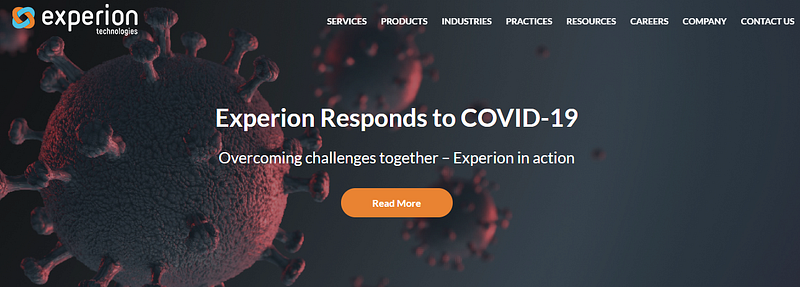 experion
technologies
SERVICES PRODUCTS INDUSTRIES PRACTICES RESOURCES CAREERS COMPANY CONTACT US
Experion Responds to COVID-19
Overcoming challenges together – Experion in action
Read More